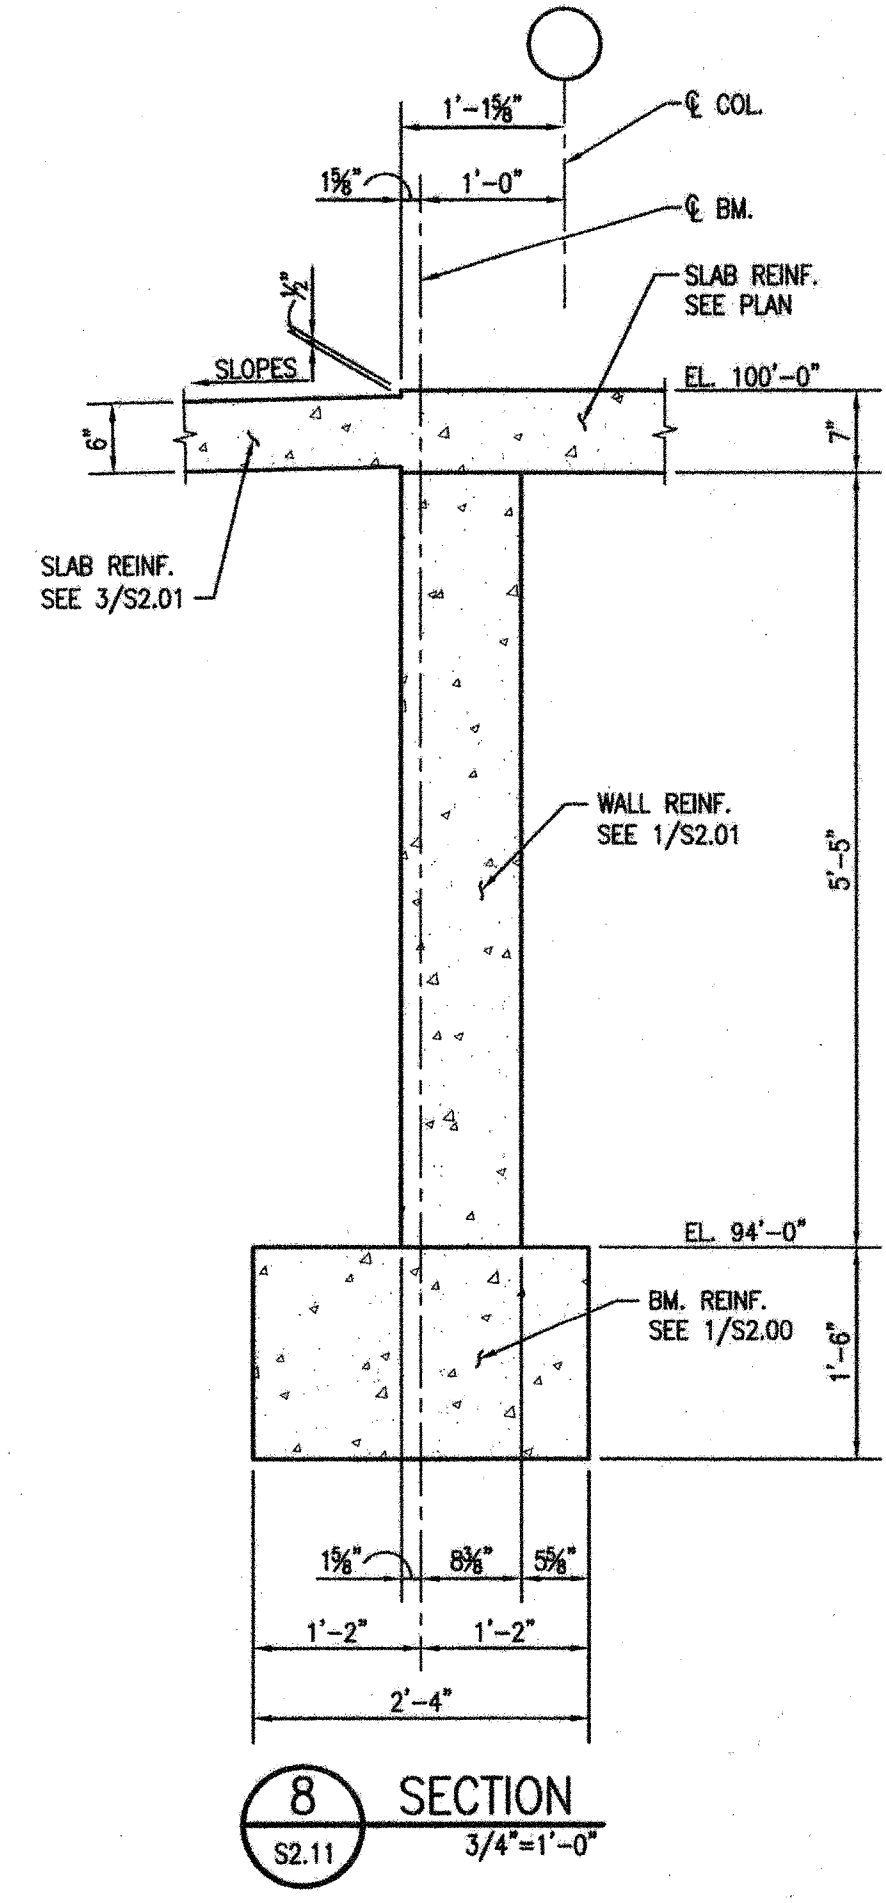 1'-1⅝"
℄ COL.
1⅝"
1'-0"
℄ BM.
½"
SLAB REINF.
SEE PLAN
SLOPES
EL. 100'-0"
6"
7"
SLAB REINF.
SEE 3/S2.01
WALL REINF.
SEE 1/S2.01
5'-5"
EL. 94'-0"
BM. REINF.
SEE 1/S2.00
1'-6"
1⅝"
8⅜"
5⅝"
1'-2"
1'-2"
2'-4"
8
SECTION
S2.11
3/4"=1'-0"